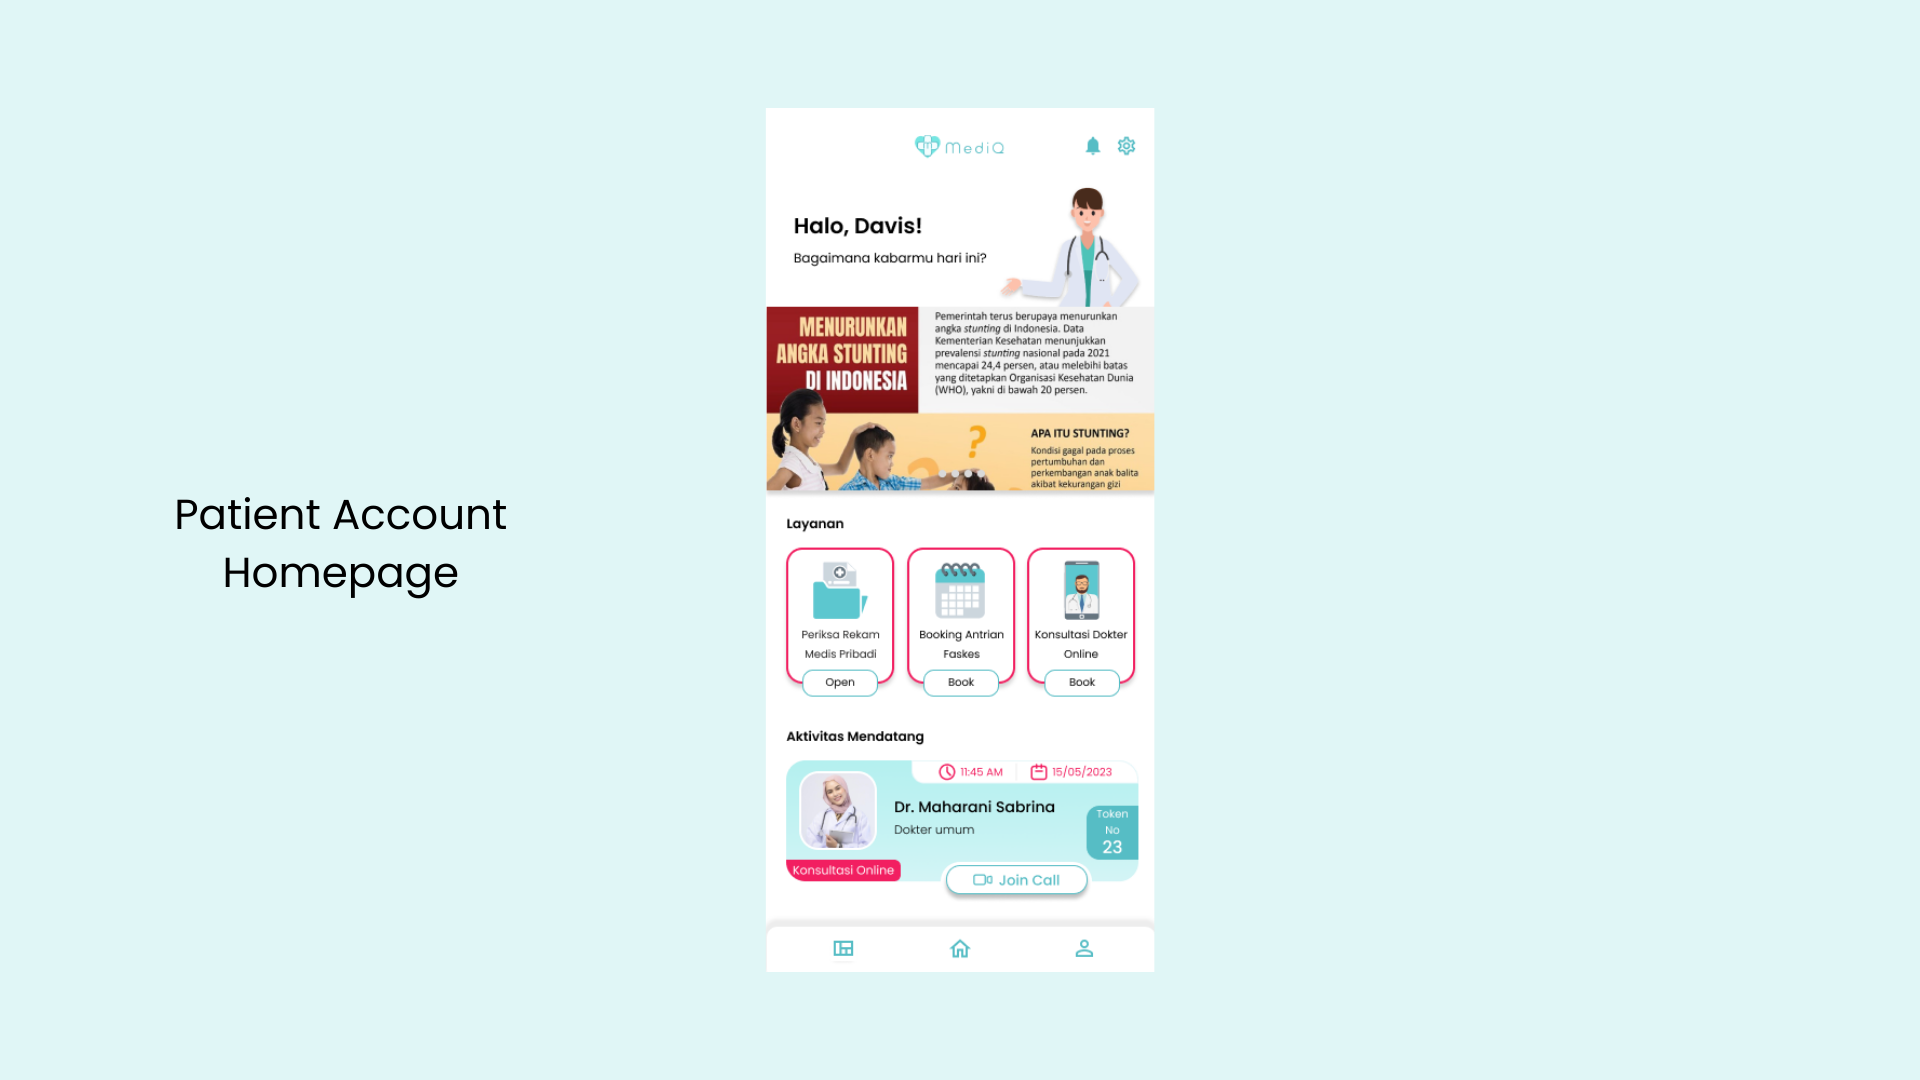 Patient Account
Homepage
MediQ
Halo, Davis!
Bagaimana kabarmu hari ini?
MENURUNKAN
ANGKA STUNTING
DI INDONESIA
Pemerintah terus berupaya menurunkan
angka stunting di Indonesia. Data
Kementerian Kesehatan menunjukkan
prevalensi stunting nasional pada 2021
mencapai 24,4 persen, atau melebihi batas
yang ditetapkan Organisasi Kesehatan Dunia
(WHO), yakni di bawah 20 persen.
?
?
APA ITU STUNTING?
Kondisi gagal pada proses
pertumbuhan dan
perkembangan anak balita
akibat kekurangan gizi
Layanan
Periksa Rekam
Medis Pribadi
Open
Booking Antrian
Faskes
Book
Konsultasi Dokter
Online
Book
Aktivitas Mendatang
11:45 AM
15/05/2023
Dr. Maharani Sabrina
Dokter umum
Token
No
23
Konsultasi Online
Join Call